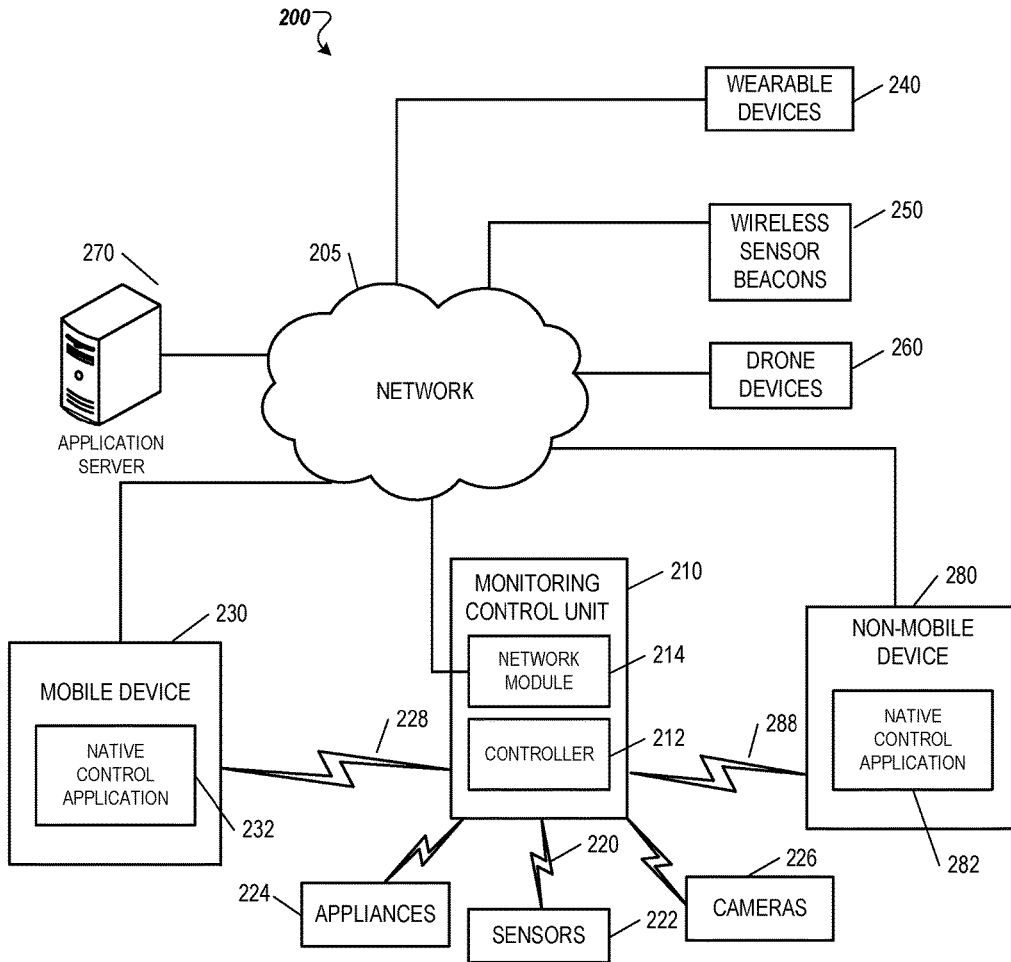 200
WEARABLE
DEVICES
240
WIRELESS
SENSOR
BEACONS
250
270
205
NETWORK
DRONE
DEVICES
260
APPLICATION
SERVER
MONITORING
CONTROL UNIT
210
NETWORK
MODULE
214
CONTROLLER
212
230
MOBILE DEVICE
NATIVE
CONTROL
APPLICATION
232
228
280
NON-MOBILE
DEVICE
NATIVE
CONTROL
APPLICATION
282
288
220
224
APPLIANCES
SENSORS
222
226
CAMERAS